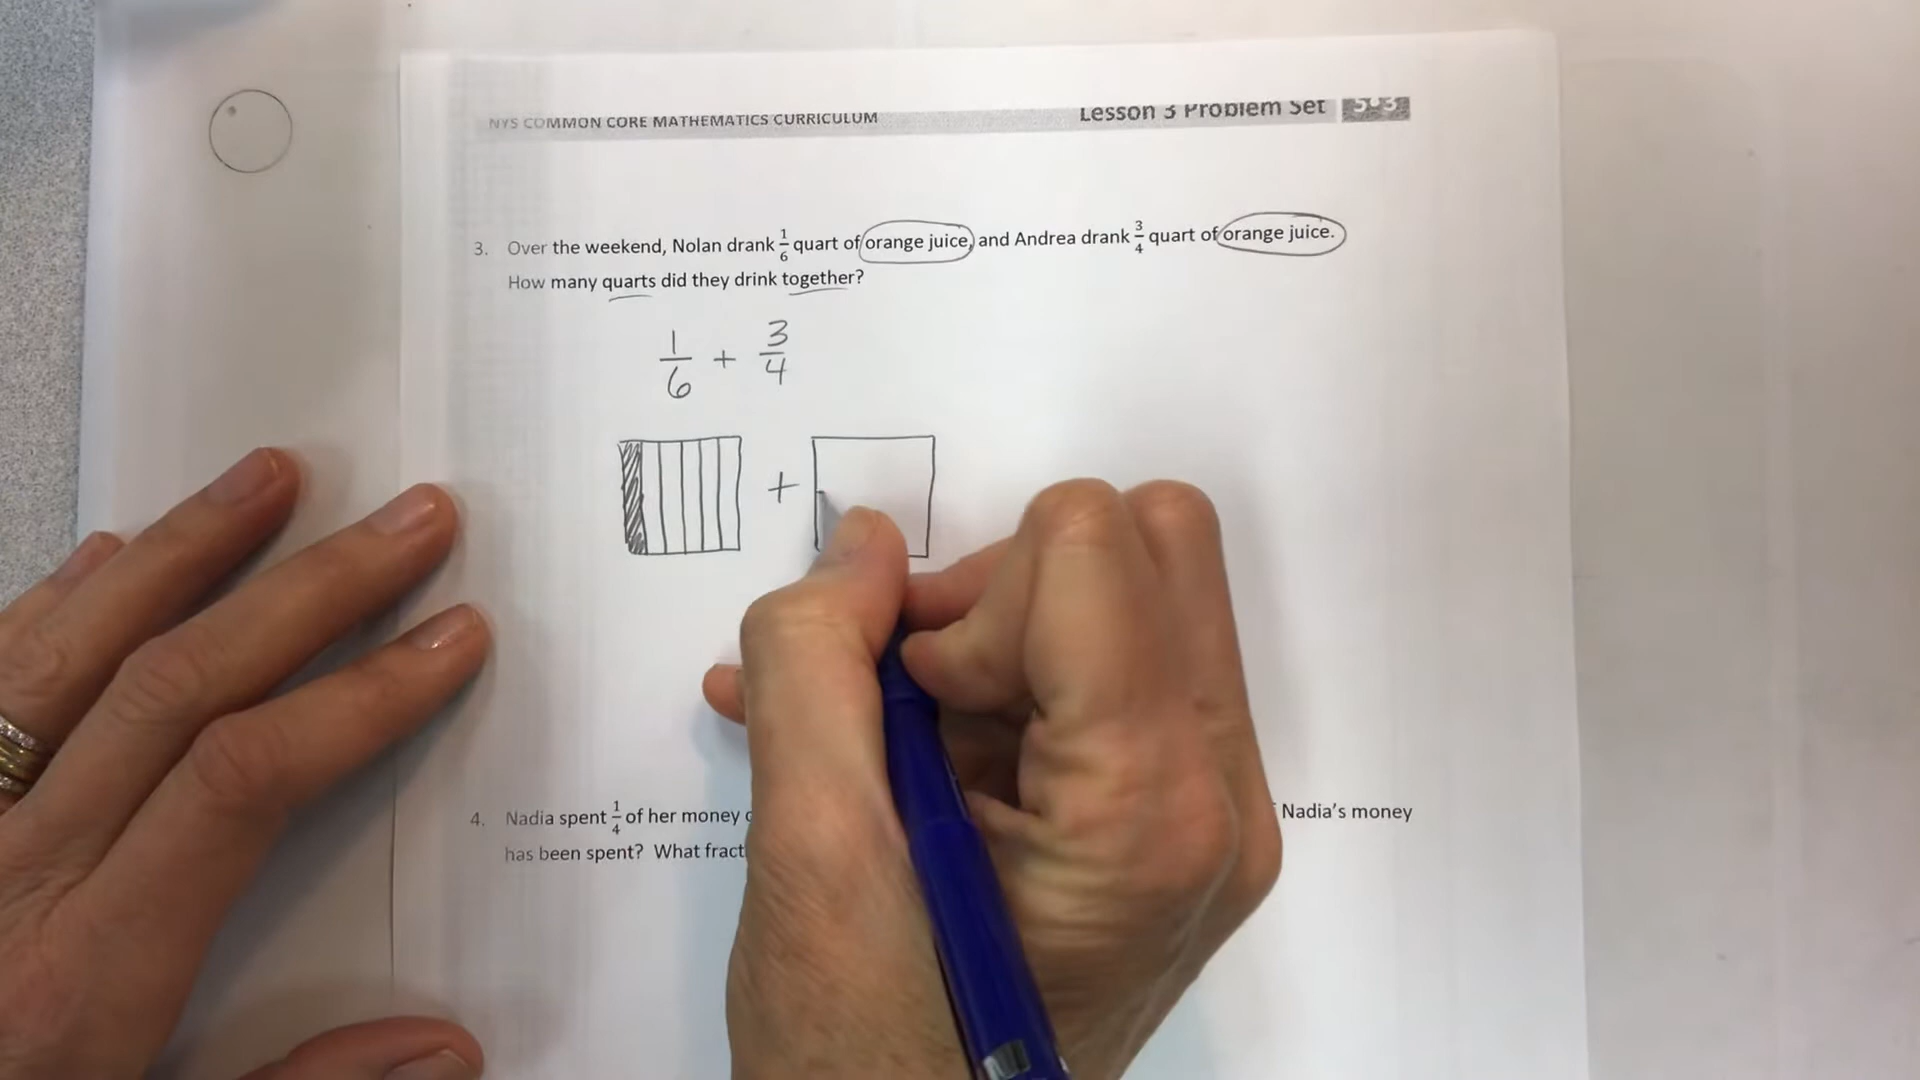 NYS COMMON CORE MATHEMATICS CURRICULUM Lesson 3 Problem Set 5•3
3. Over the weekend, Nolan drank 1/6 quart of orange juice, and Andrea drank 3/4 quart of orange juice.
How many quarts did they drink together?
1/6 + 3/4
+
4. Nadia spent 1/4 of her money Nadia's money
has been spent? What